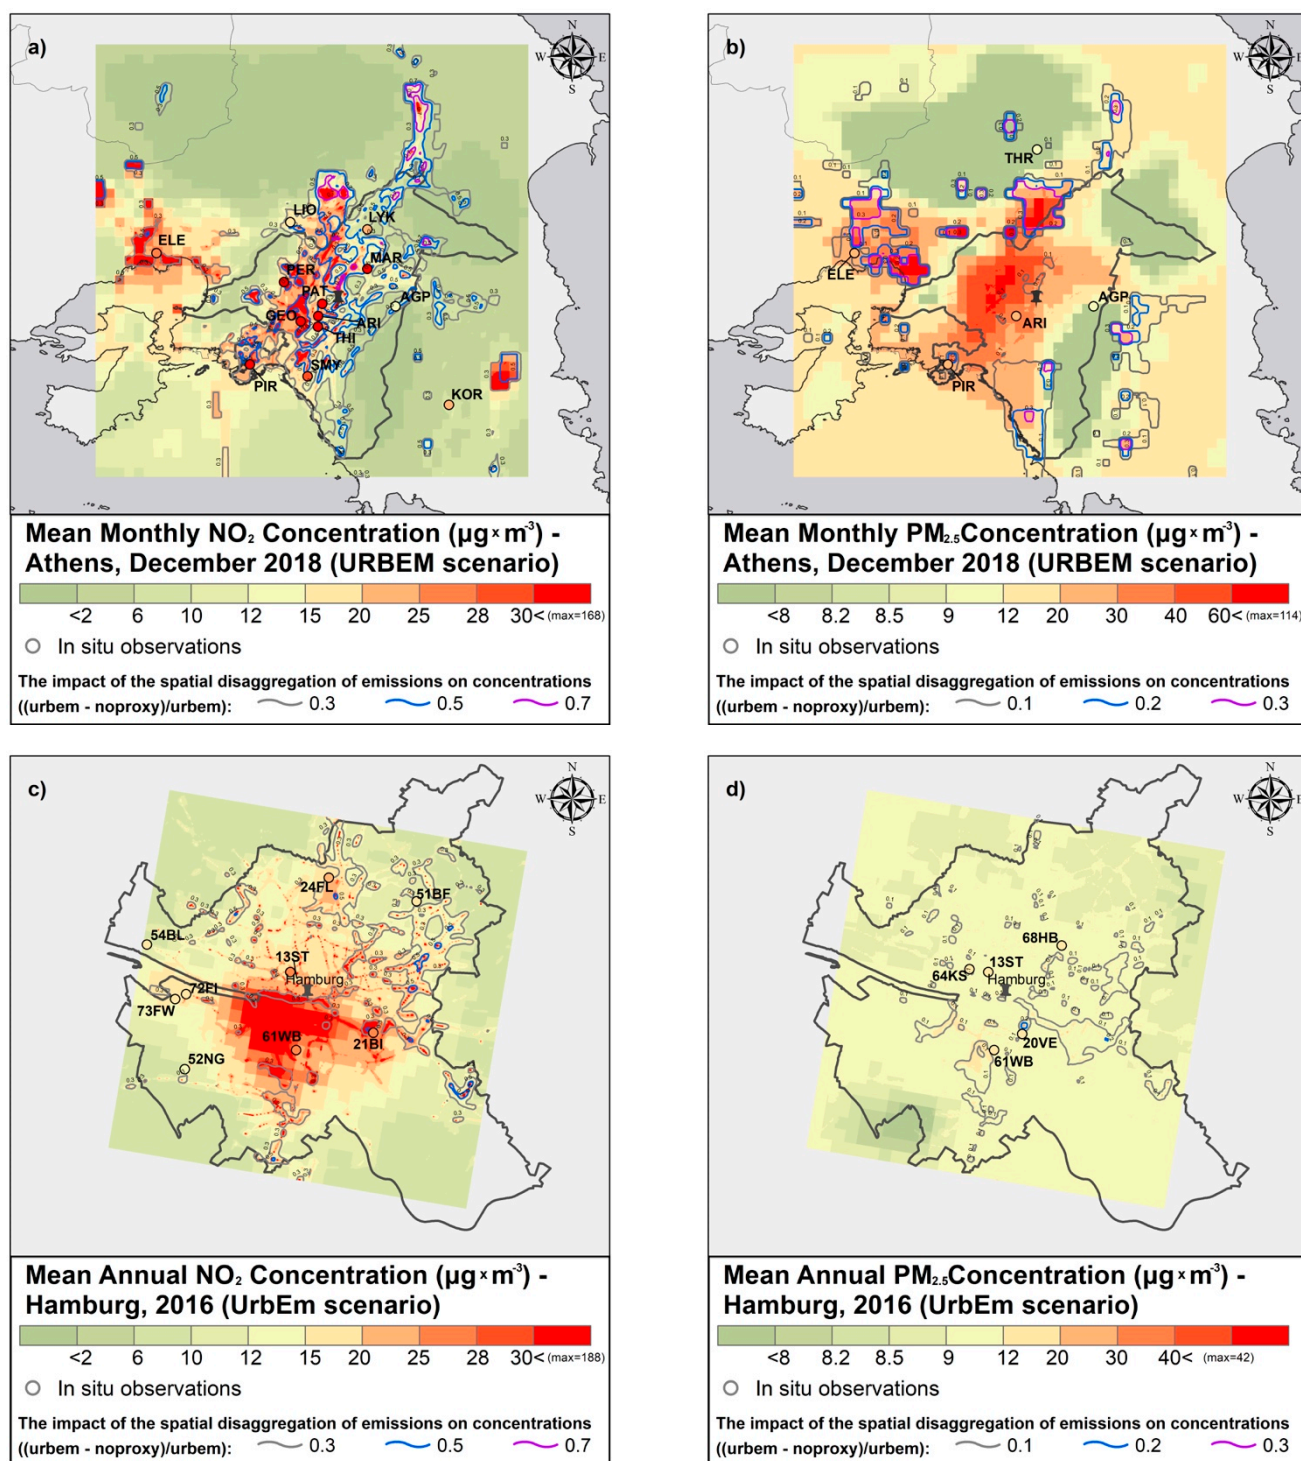 a)
N
W E
S
LIO
LYK
ELE
MAR
PER
PAT
AGP
GEO
ARI
THI
SMY
PIR
KOR
Mean Monthly NO₂ Concentration (µg×m⁻³) -
Athens, December 2018 (URBEM scenario)
<2 6 10 12 15 20 25 28 30< (max=168)
In situ observations
The impact of the spatial disaggregation of emissions on concentrations
((urbem - noproxy)/urbem): 0.3 0.5 0.7
b)
N
W E
S
THR
ELE
AGP
ARI
PIR
Mean Monthly PM₂.₅Concentration (µg×m⁻³) -
Athens, December 2018 (URBEM scenario)
<8 8.2 8.5 9 12 20 30 40 60< (max=114)
In situ observations
The impact of the spatial disaggregation of emissions on concentrations
((urbem - noproxy)/urbem): 0.1 0.2 0.3
c)
N
W E
S
24FL
51BF
54BL
13ST
Hamburg
72FI
73FW
61WB
21BI
52NG
Mean Annual NO₂ Concentration (µg×m⁻³) -
Hamburg, 2016 (UrbEm scenario)
<2 6 10 12 15 20 25 28 30< (max=188)
In situ observations
The impact of the spatial disaggregation of emissions on concentrations
((urbem - noproxy)/urbem): 0.3 0.5 0.7
d)
N
W E
S
68HB
13ST
64KS
Hamburg
20VE
61WB
Mean Annual PM₂.₅Concentration (µg×m⁻³) -
Hamburg, 2016 (UrbEm scenario)
<8 8.2 8.5 9 12 20 30 40< (max=42)
In situ observations
The impact of the spatial disaggregation of emissions on concentrations
((urbem - noproxy)/urbem): 0.1 0.2 0.3